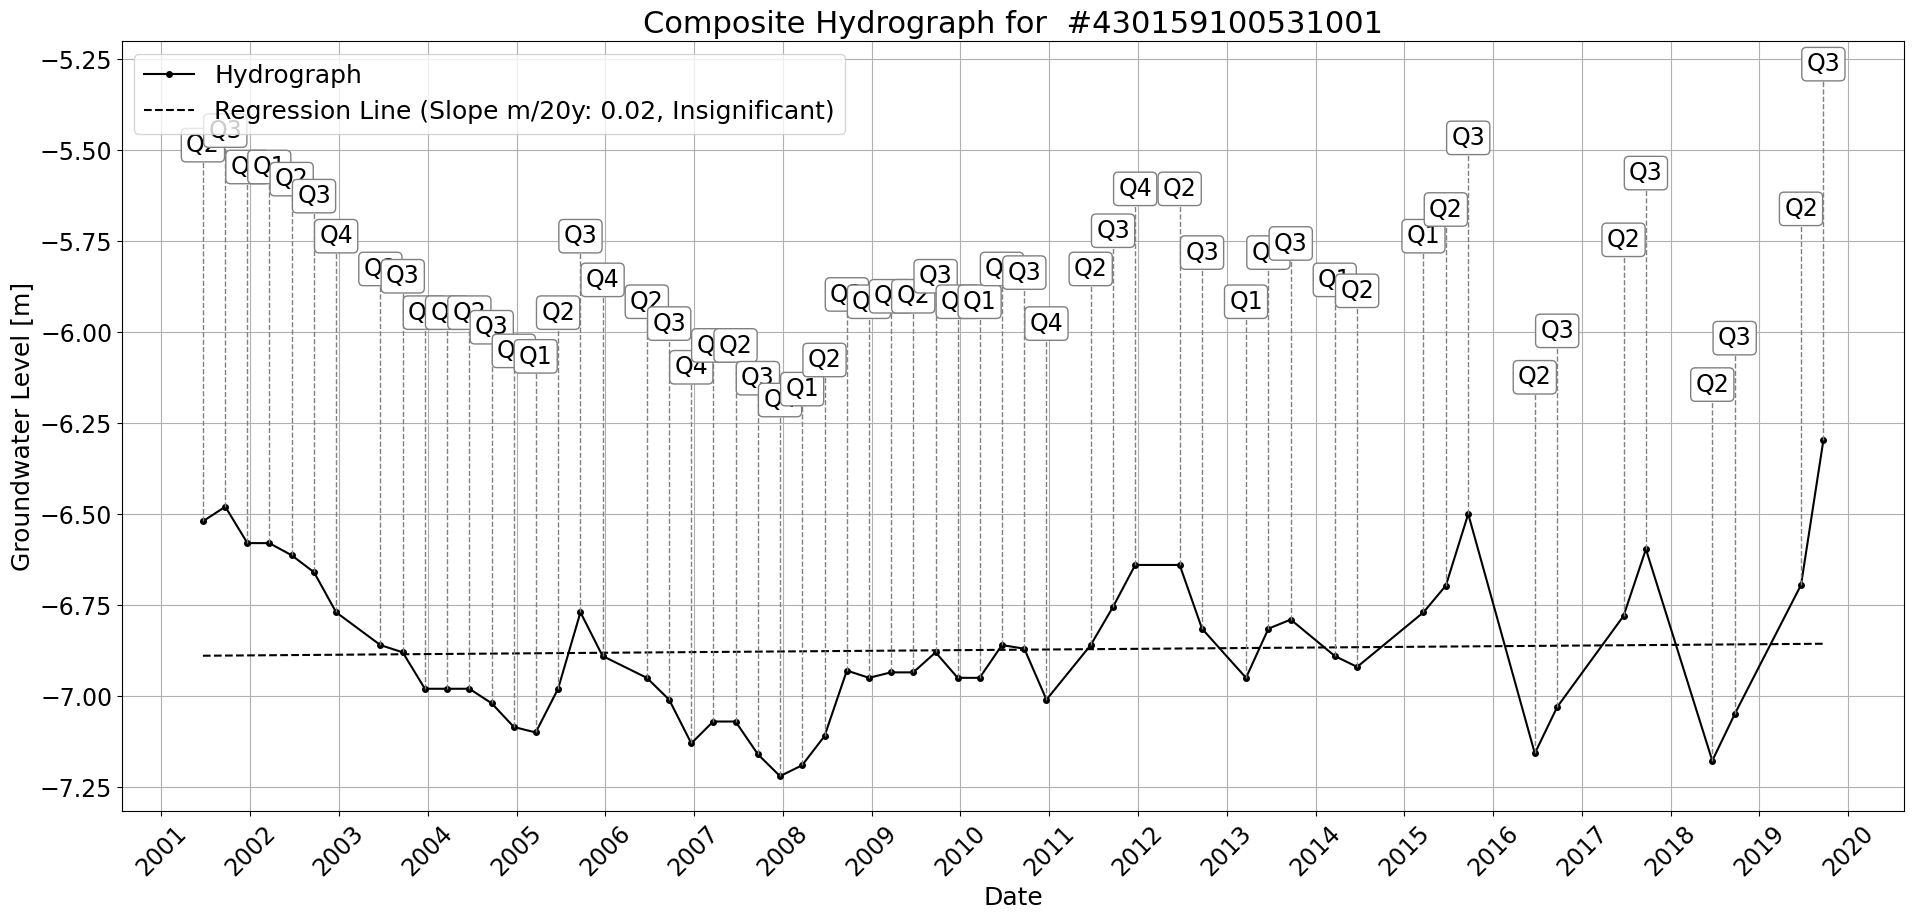 Composite Hydrograph for  #430159100531001
Hydrograph
Regression Line (Slope m/20y: 0.02, Insignificant)
Groundwater Level [m]
−5.25
−5.50
−5.75
−6.00
−6.25
−6.50
−6.75
−7.00
−7.25
Q2
Q3
Q
Q1
Q2
Q3
Q4
Q
Q3
Q
Q
Q2
Q3
Q
Q1
Q2
Q3
Q4
Q2
Q3
Q4
Q
Q2
Q3
Q
Q1
Q2
Q
Q
Q
Q2
Q3
Q
Q1
Q
Q3
Q4
Q2
Q3
Q4
Q2
Q3
Q1
Q
Q3
Q1
Q2
Q1
Q2
Q3
Q2
Q3
Q2
Q3
Q2
Q3
Q2
Q3
2001
2002
2003
2004
2005
2006
2007
2008
2009
2010
2011
2012
2013
2014
2015
2016
2017
2018
2019
2020
Date